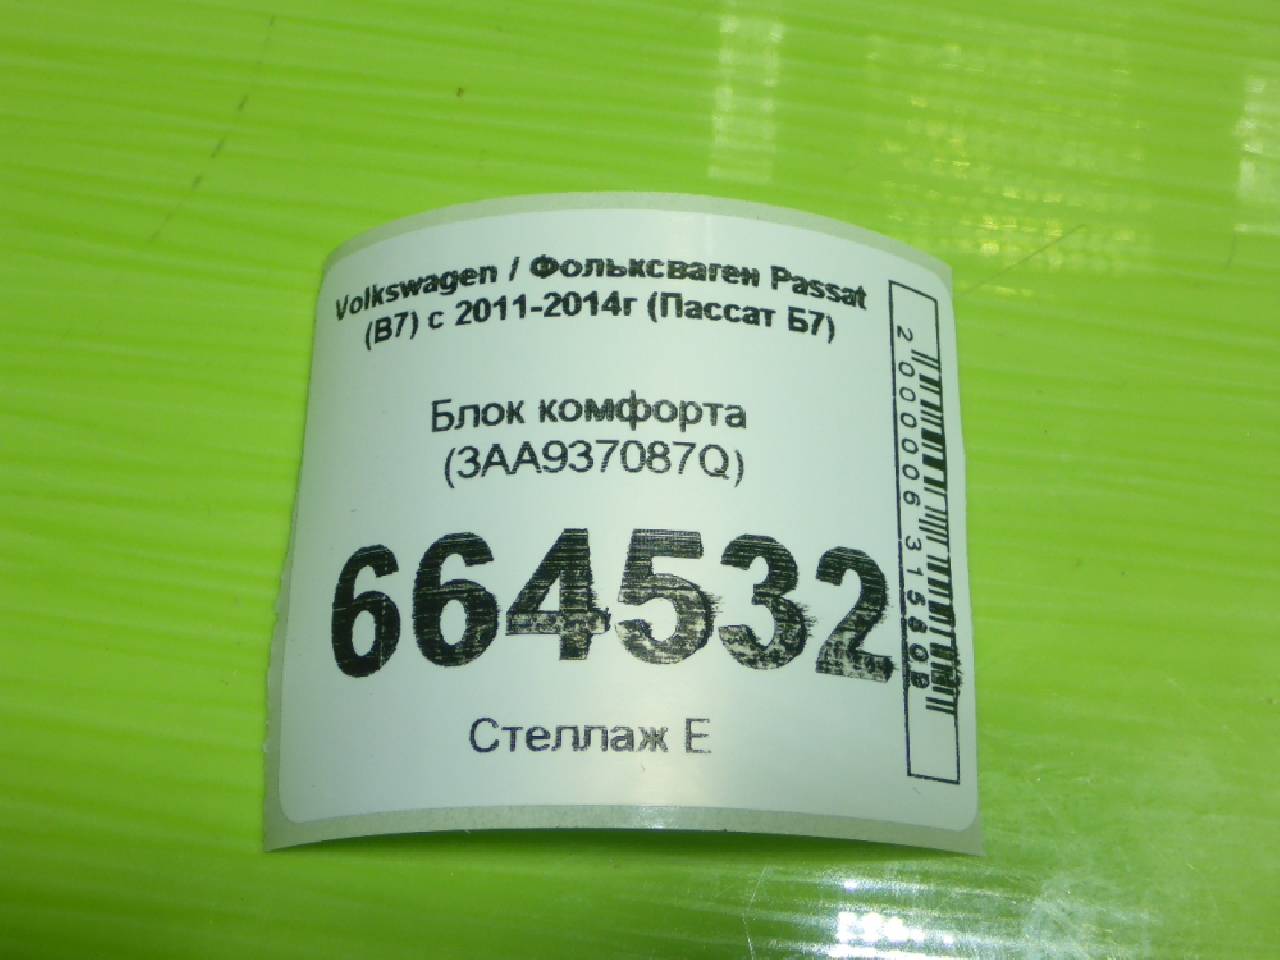 Volkswagen / Фольксваген Passat
(B7) с 2011-2014г (Пассат Б7)
Блок комфорта
(3AA937087Q)
664532
Стеллаж Е